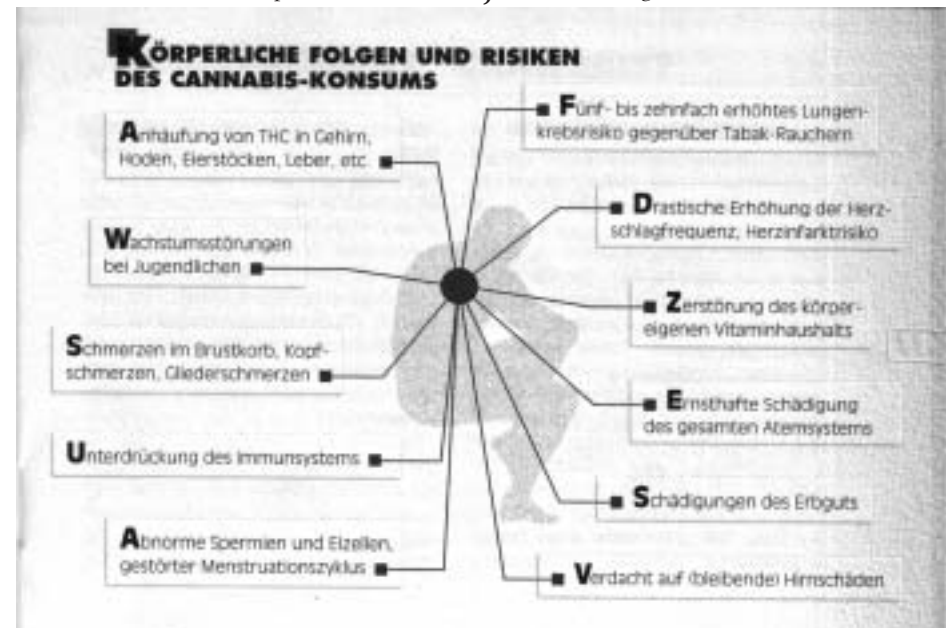 KÖRPERLICHE FOLGEN UND RISIKEN
DES CANNABIS-KONSUMS
Anhäufung von THC in Gehirn,
Hoden, Eierstöcken, Leber, etc.
Wachstumsstörungen
bei Jugendlichen
Schmerzen im Brustkorb, Kopf-
schmerzen, Gliederschmerzen
Unterdrückung des Immunsystems
Abnorme Spermien und Eizellen,
gestörter Menstruationszyklus
Fünf- bis zehnfach erhöhtes Lungen-
krebsrisiko gegenüber Tabak-Rauchern
Drastische Erhöhung der Herz-
schlagfrequenz, Herzinfarktrisiko
Zerstörung des körper-
eigenen Vitaminhaushalts
Ernsthafte Schädigung
des gesamten Atemsystems
Schädigungen des Erbguts
Verdacht auf (bleibende) Hirnschäden